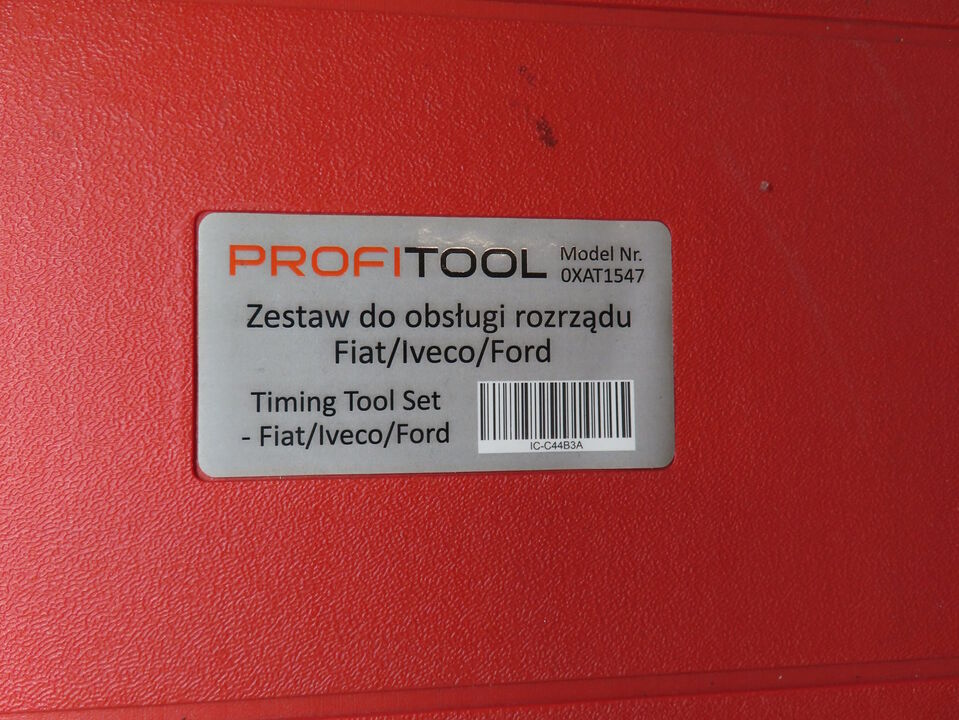 PROFITOOL
Model Nr.
0XAT1547
Zestaw do obsługi rozrządu
Fiat/Iveco/Ford
Timing Tool Set
- Fiat/Iveco/Ford
IC-C44B3A